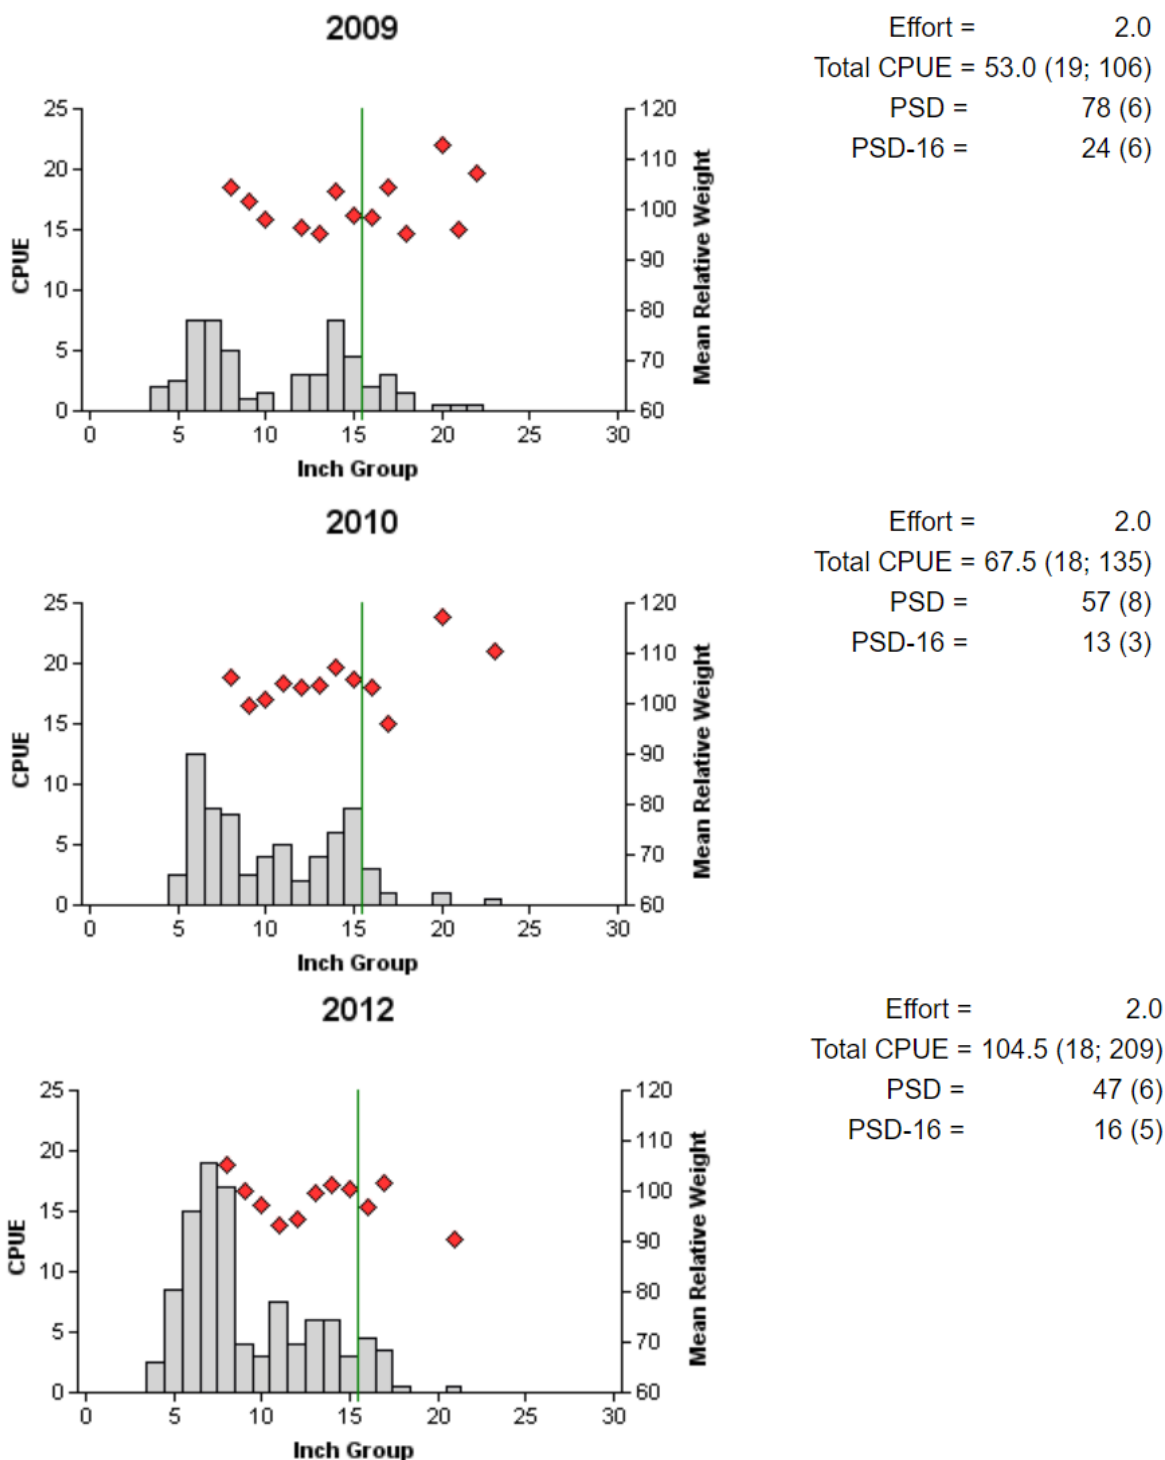 2009
Effort = 2.0
Total CPUE = 53.0 (19; 106)
PSD = 78 (6)
PSD-16 = 24 (6)
25 120
20 110
100
15
90
10
80
5
70
0 60
CPUE
Mean Relative Weight
0 5 10 15 20 25 30
Inch Group
2010
Effort = 2.0
Total CPUE = 67.5 (18; 135)
PSD = 57 (8)
PSD-16 = 13 (3)
25 120
20 110
100
15
90
10
80
5
70
0 60
CPUE
Mean Relative Weight
0 5 10 15 20 25 30
Inch Group
2012
Effort = 2.0
Total CPUE = 104.5 (18; 209)
PSD = 47 (6)
PSD-16 = 16 (5)
25 120
20 110
100
15
90
10
80
5
70
0 60
CPUE
Mean Relative Weight
0 5 10 15 20 25 30
Inch Group